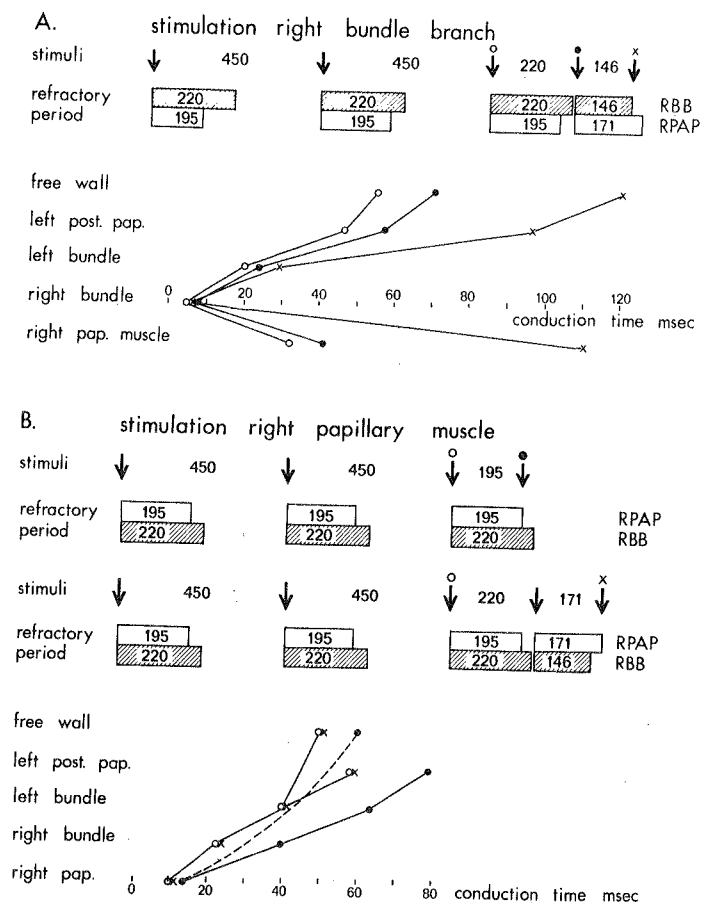 A. stimulation right bundle branch
stimuli 450 450 220 146 x
refractory 220 220 220 146 RBB
period 195 195 195 171 RPAP
free wall x
left post. pap. x
left bundle x
right bundle 0 20 40 60 80 100 120
conduction time msec
right pap. muscle x
B. stimulation right papillary muscle
stimuli 450 450 195
refractory 195 195 195 RPAP
period 220 220 220 RBB
stimuli 450 450 220 171 x
refractory 195 195 195 171 RPAP
period 220 220 220 146 RBB
free wall x
left post. pap. x
left bundle x
right bundle x
right pap. x
0 20 40 60 80 conduction time msec